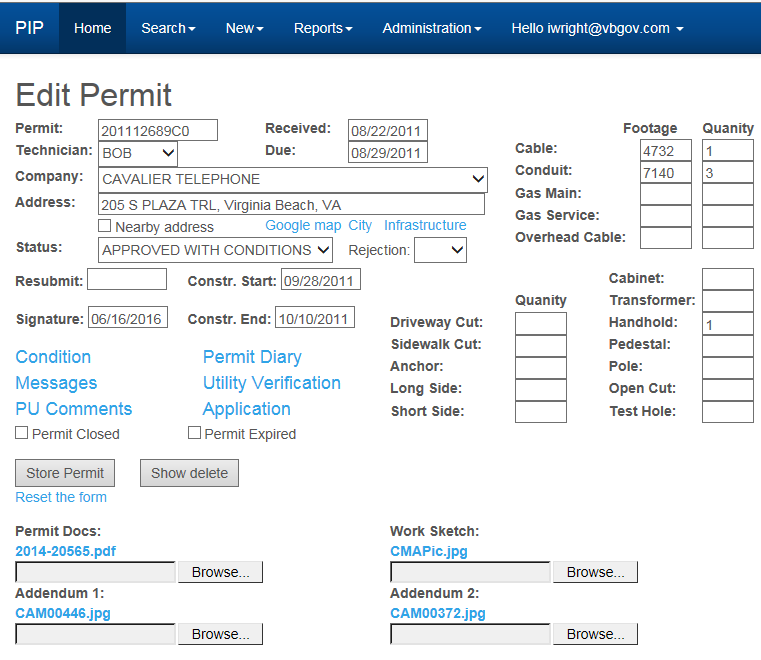 PIP Home Search New Reports Administration Hello iwright@vbgov.com
Edit Permit
Permit: 201112689C0 Received: 08/22/2011
Technician: BOB Due: 08/29/2011
Company: CAVALIER TELEPHONE
Address: 205 S PLAZA TRL, Virginia Beach, VA
Nearby address Google map City Infrastructure
Status: APPROVED WITH CONDITIONS Rejection:
Resubmit: Constr. Start: 09/28/2011
Signature: 06/16/2016 Constr. End: 10/10/2011
Footage Quanity
Cable: 4732 1
Conduit: 7140 3
Gas Main:
Gas Service:
Overhead Cable:
Quanity
Driveway Cut:
Sidewalk Cut:
Anchor:
Long Side:
Short Side:
Cabinet:
Transformer:
Handhold: 1
Pedestal:
Pole:
Open Cut:
Test Hole:
Condition Permit Diary
Messages Utility Verification
PU Comments Application
Permit Closed Permit Expired
Store Permit Show delete
Reset the form
Permit Docs: Work Sketch:
2014-20565.pdf CMAPic.jpg
Browse... Browse...
Addendum 1: Addendum 2:
CAM00446.jpg CAM00372.jpg
Browse... Browse...